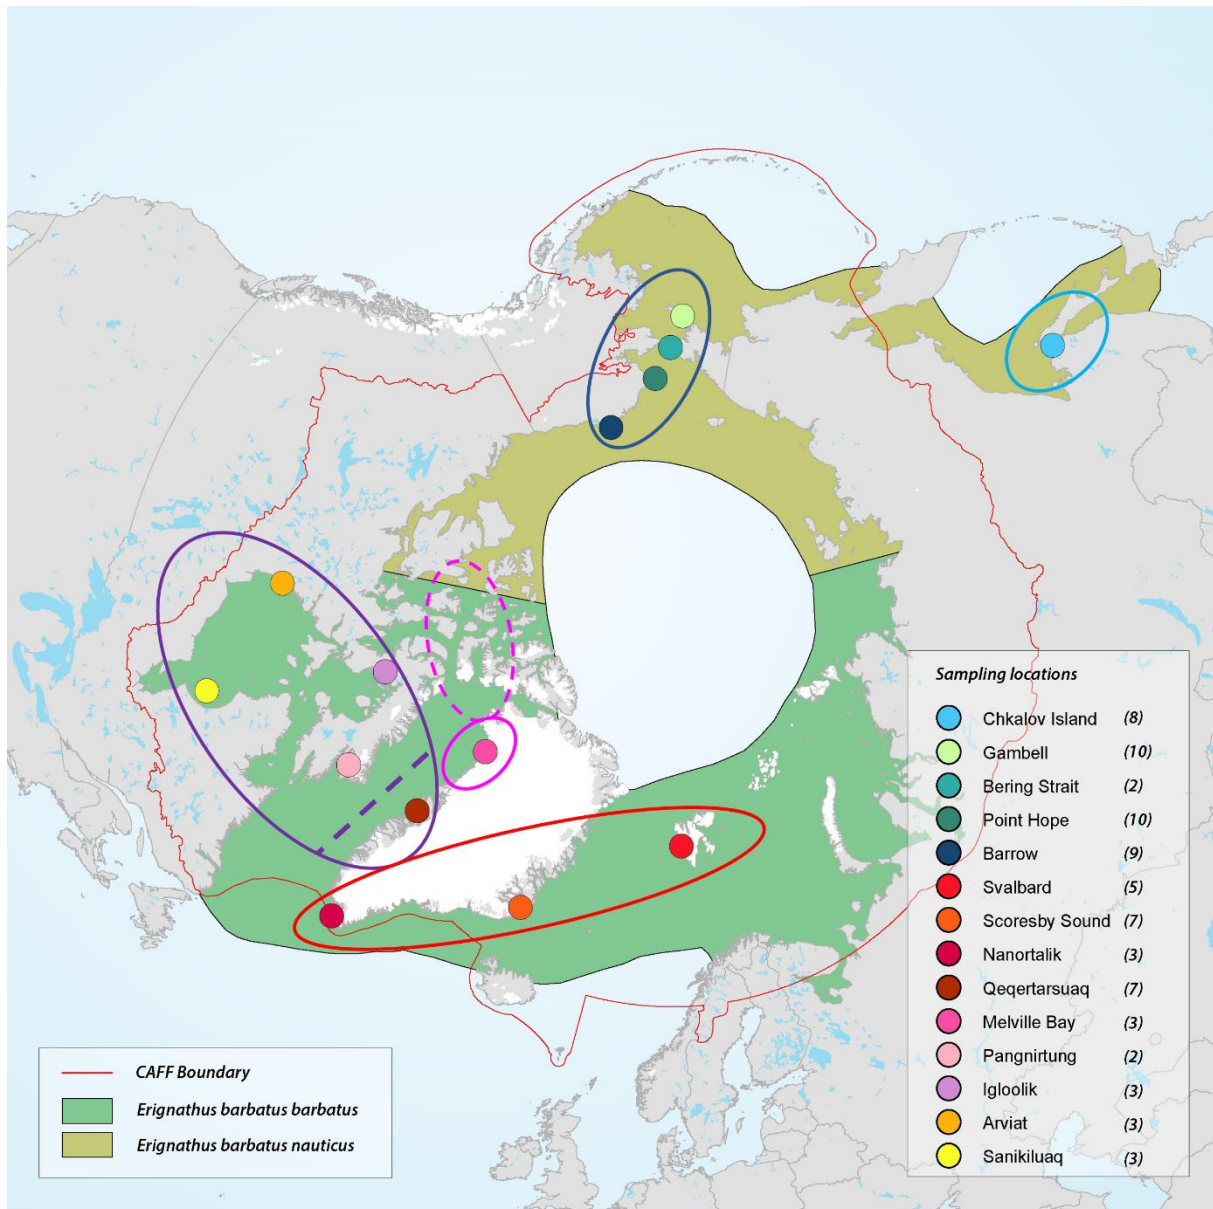 Sampling locations
Chkalov Island (8)
Gambell (10)
Bering Strait (2)
Point Hope (10)
Barrow (9)
Svalbard (5)
Scoresby Sound (7)
Nanortalik (3)
Qeqertarsuaq (7)
Melville Bay (3)
Pangnirtung (2)
Igloolik (3)
Arviat (3)
Sanikiluaq (3)
CAFF Boundary
Erignathus barbatus barbatus
Erignathus barbatus nauticus